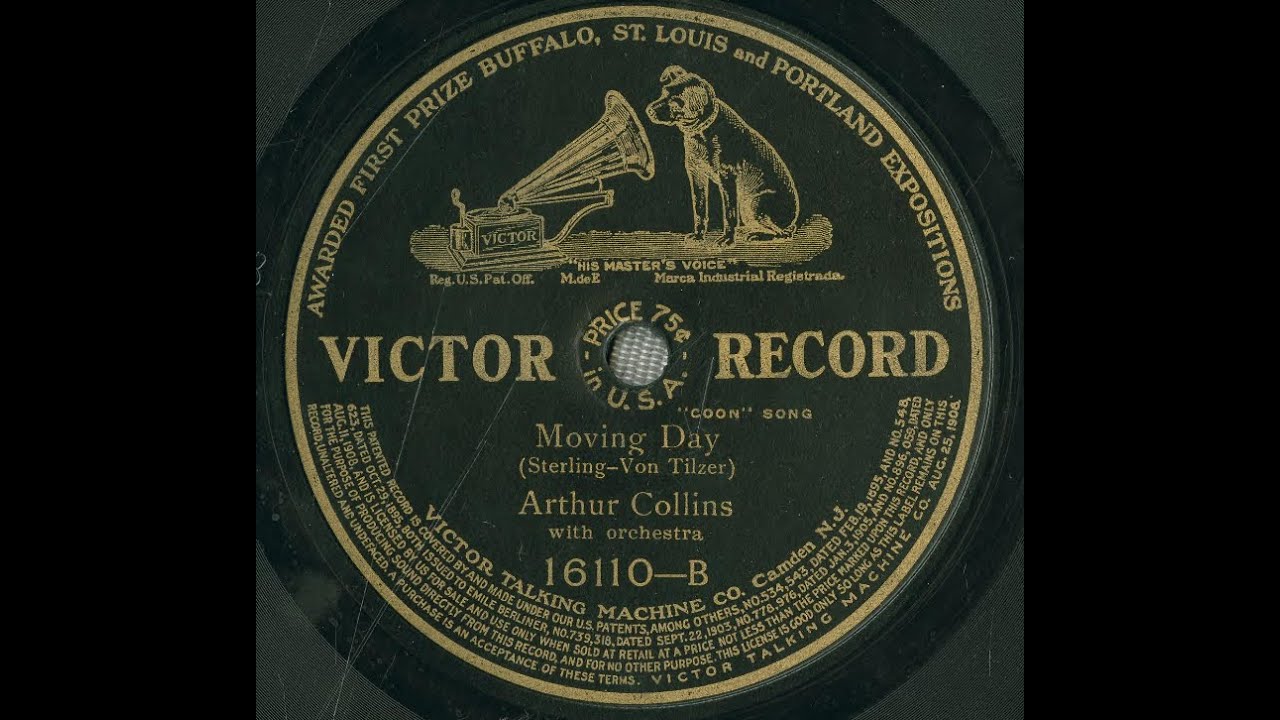 AWARDED FIRST PRIZE BUFFALO, ST. LOUIS and PORTLAND EXPOSITIONS
VICTOR
"HIS MASTER'S VOICE"
Reg. U.S. Pat. Off. M. de E Marca Industrial Registrada.
PRICE 75¢
VICTOR RECORD
in U.S.A.
"COON" SONG
Moving Day
(Sterling–Von Tilzer)
Arthur Collins
with orchestra
16110—B
VICTOR TALKING MACHINE CO. Camden N.J.
THIS PATENTED RECORD IS COVERED BY AND MADE UNDER OUR U.S. PATENTS, AMONG OTHERS, NO. 534,543, DATED FEB. 19, 1895, AND NO. 548,
623, DATED OCT. 29, 1895, BOTH ISSUED TO EMILE BERLINER, NO. 739,318, DATED SEPT. 22, 1903, NO. 778,976, DATED JAN. 3, 1905, AND NO. 896, 059, DATED
AUG. 11, 1908, AND IS LICENSED BY US FOR SALE AND USE ONLY WHEN SOLD AT RETAIL AT A PRICE NOT LESS THAN THE PRICE MARKED UPON THIS RECORD, AND ONLY
FOR THE PURPOSE OF PRODUCING SOUND DIRECTLY FROM THIS RECORD, AND FOR NO OTHER PURPOSE. THIS LICENSE IS GOOD ONLY SO LONG AS THIS LABEL REMAINS ON THIS
RECORD, UNALTERED AND UNDEFACED. A PURCHASE IS AN ACCEPTANCE OF THESE TERMS. VICTOR TALKING MACHINE CO. AUG. 25, 1908.